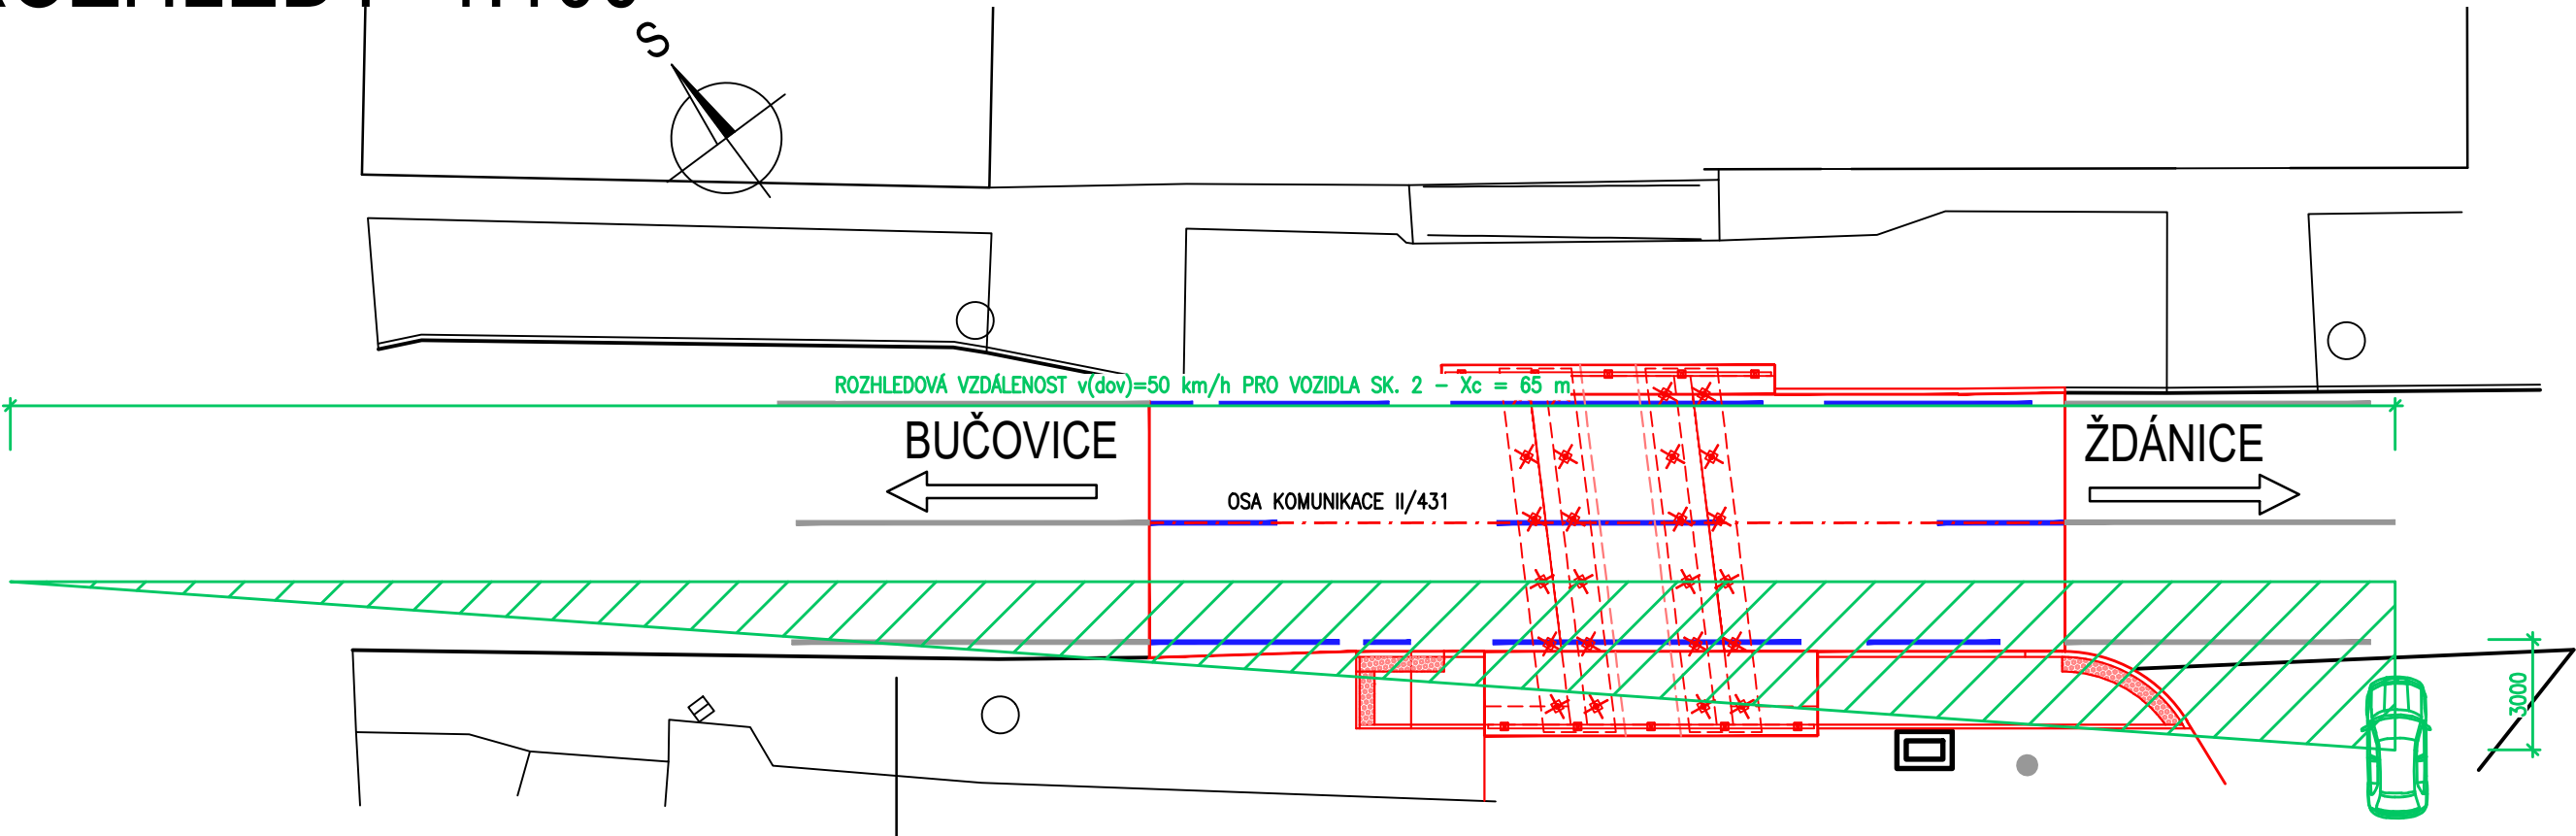 S
ROZHLEDOVÁ VZDÁLENOST v(dov)=50 km/h PRO VOZIDLA SK. 2 - Xc = 65 m
BUČOVICE
ŽDÁNICE
OSA KOMUNIKACE II/431
3000